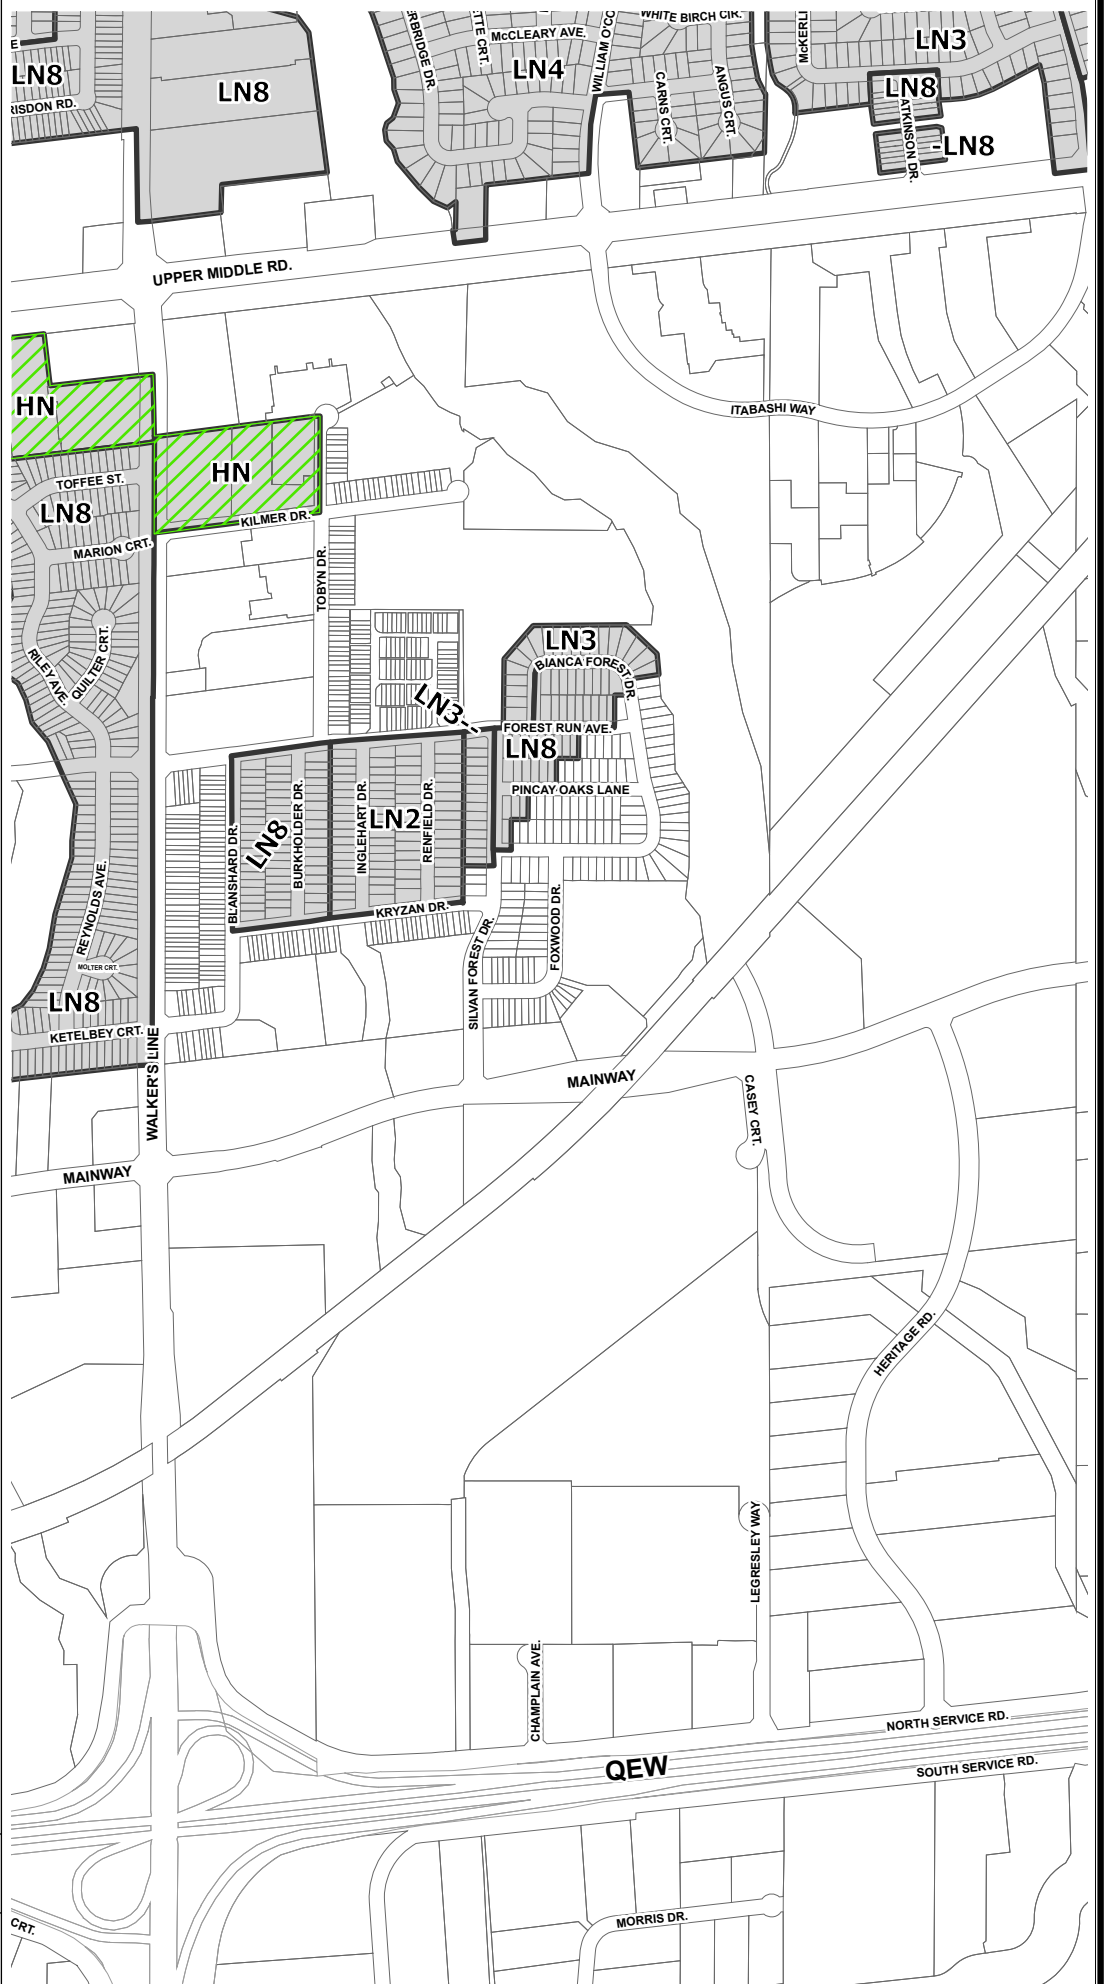 WHITE BIRCH CIR.
McCLEARY AVE.
ERBRIDGE DR.
TTE CRT.
WILLIAM O'CO
McKERLI
LN3
E
LN8
LN4
LN8
LN8
RISDON RD.
CARNS CRT.
ANGUS CRT.
ATKINSON DR.
-LN8
UPPER MIDDLE RD.
HN
ITABASHI WAY
HN
TOFFEE ST.
LN8
KILMER DR.
MARION CRT.
TOBYN DR.
RILEY AVE.
QUILTER CRT.
LN3
BIANCA FOREST DR.
LN3--
FOREST RUN AVE.
LN8
PINCAY OAKS LANE
BLANSHARD DR.
LN8
BURKHOLDER DR.
INGLEHART DR.
LN2
RENFIELD DR.
KRYZAN DR.
REYNOLDS AVE.
SILVAN FOREST DR.
FOXWOOD DR.
MOLTER CRT.
LN8
KETELBEY CRT.
WALKER'S LINE
MAINWAY
CASEY CRT.
MAINWAY
HERITAGE RD.
LEGRESLEY WAY
CHAMPLAIN AVE.
NORTH SERVICE RD.
QEW
SOUTH SERVICE RD.
MORRIS DR.
CRT.